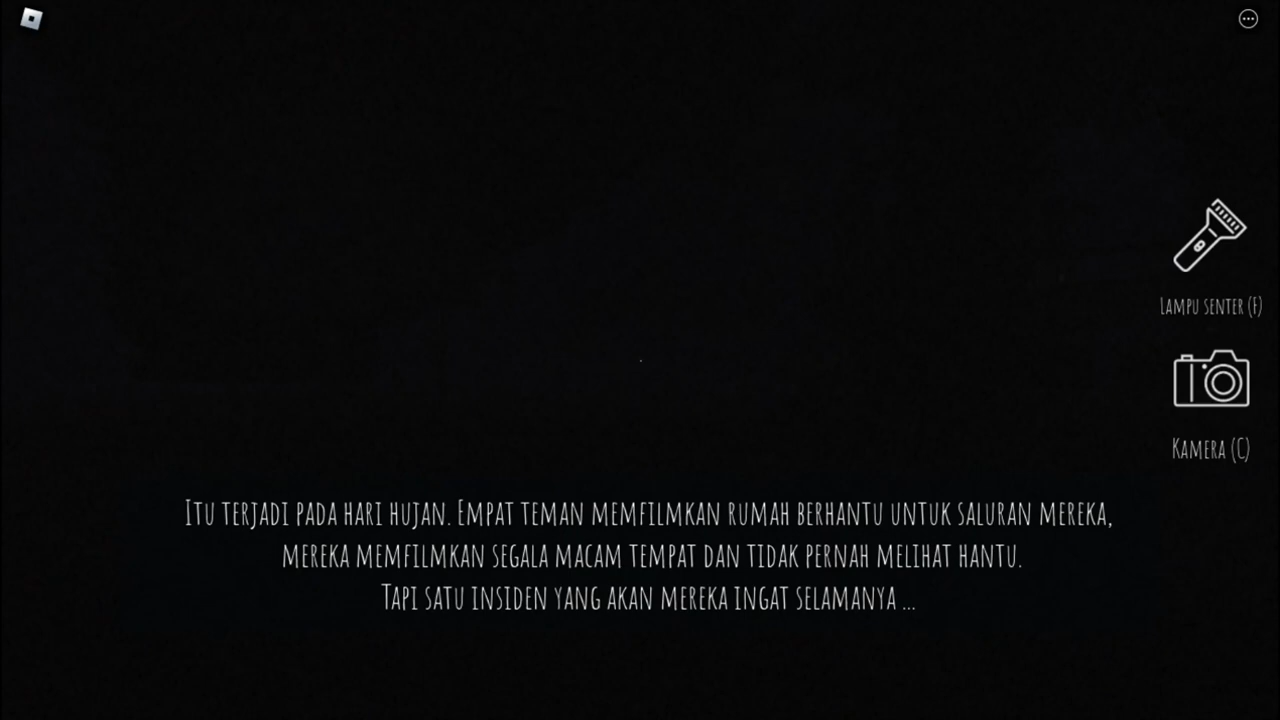 Lampu senter (F)
Kamera (C)
Itu terjadi pada hari hujan. Empat teman memfilmkan rumah berhantu untuk saluran mereka,
mereka memfilmkan segala macam tempat dan tidak pernah melihat hantu.
Tapi satu insiden yang akan mereka ingat selamanya ...